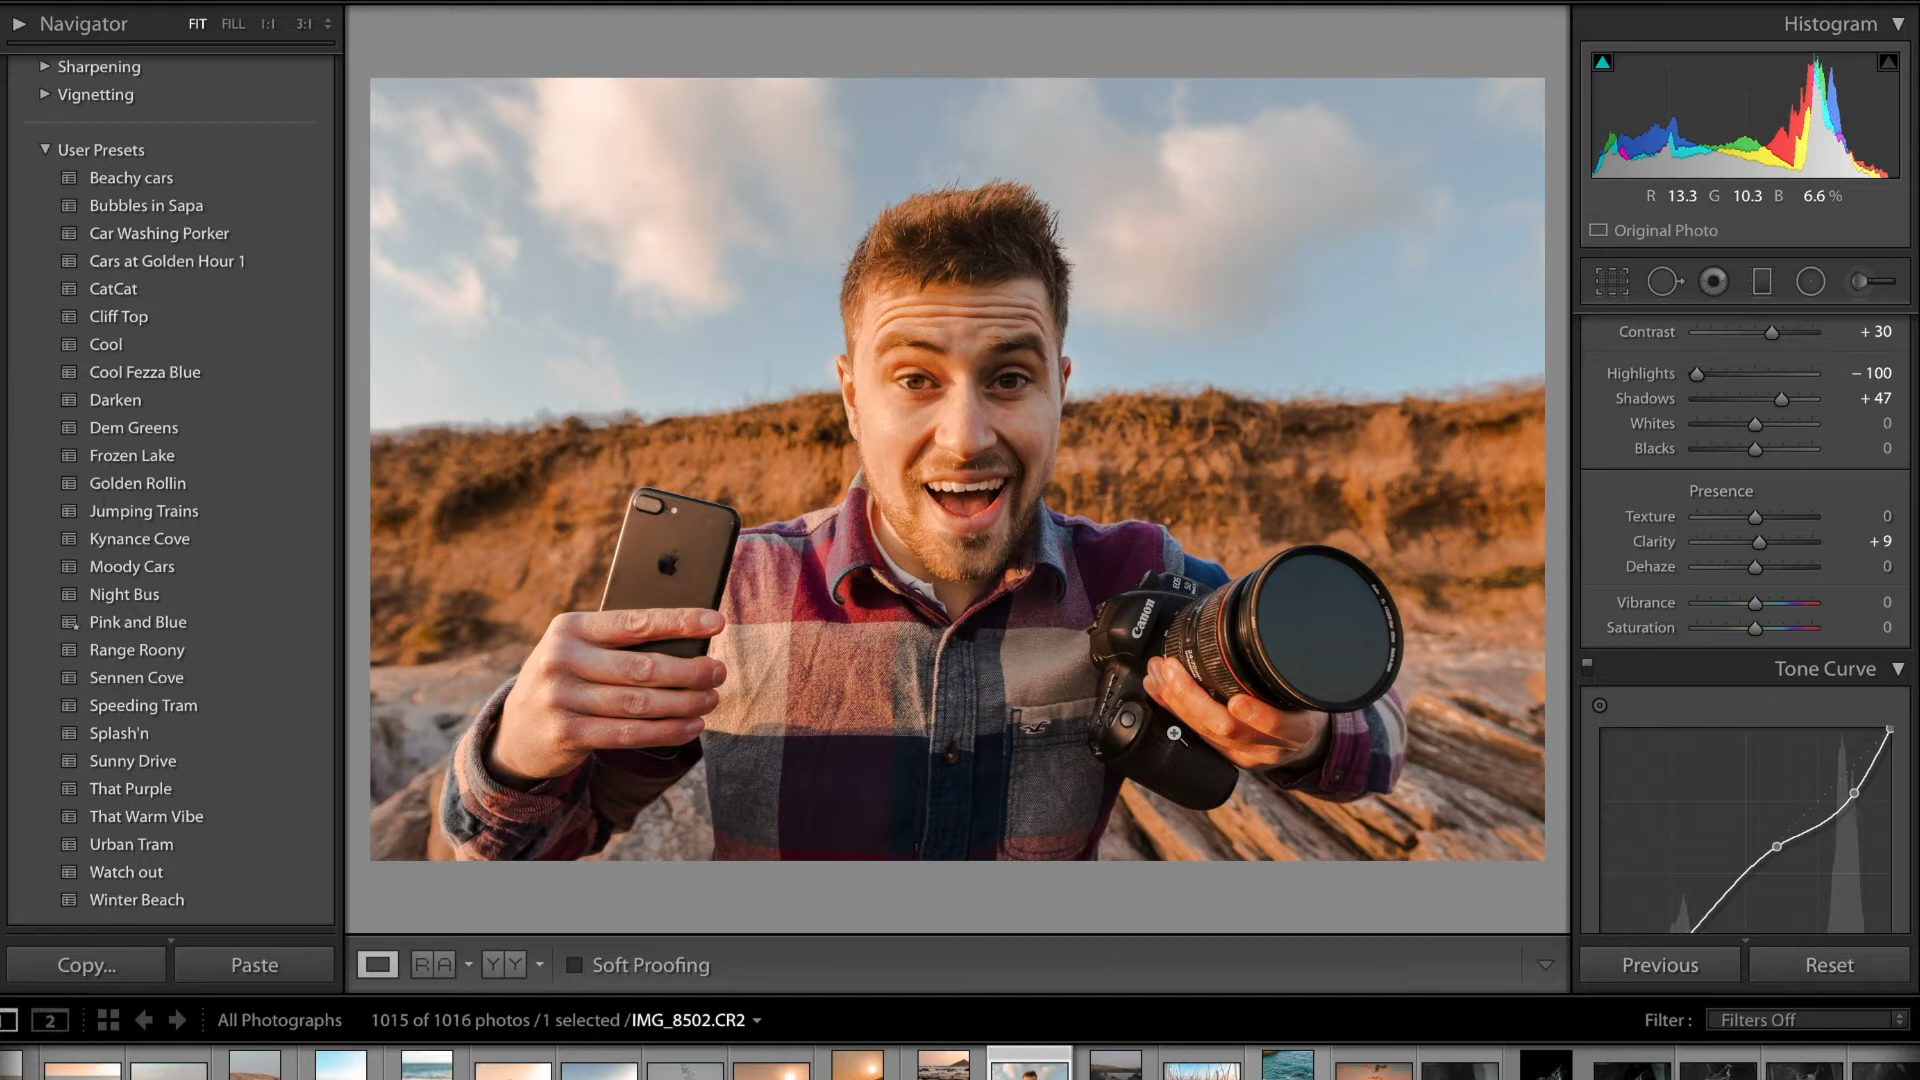 Navigator FIT FILL 1:1 3:1
Sharpening
Vignetting
User Presets
Beachy cars
Bubbles in Sapa
Car Washing Porker
Cars at Golden Hour 1
CatCat
Cliff Top
Cool
Cool Fezza Blue
Darken
Dem Greens
Frozen Lake
Golden Rollin
Jumping Trains
Kynance Cove
Moody Cars
Night Bus
Pink and Blue
Range Roony
Sennen Cove
Speeding Tram
Splash'n
Sunny Drive
That Purple
That Warm Vibe
Urban Tram
Watch out
Winter Beach
Copy...
Paste
Canon
EOS
R A
Y Y
Soft Proofing
Histogram
R 13.3 G 10.3 B 6.6 %
Original Photo
Contrast + 30
Highlights − 100
Shadows + 47
Whites 0
Blacks 0
Presence
Texture 0
Clarity + 9
Dehaze 0
Vibrance 0
Saturation 0
Tone Curve
Previous
Reset
2
All Photographs
1015 of 1016 photos / 1 selected / IMG_8502.CR2
Filter :
Filters Off